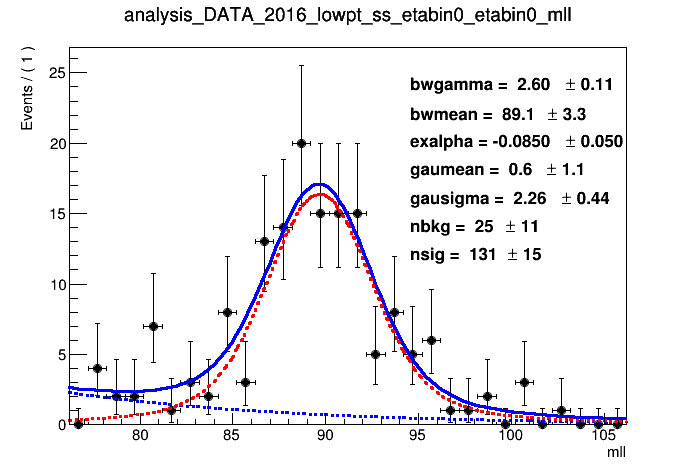 analysis_DATA_2016_lowpt_ss_etabin0_etabin0_mll
Events / ( 1 )
25
20
15
10
5
0
bwgamma = 2.60 ± 0.11
bwmean = 89.1 ± 3.3
exalpha = -0.0850 ± 0.050
gaumean = 0.6 ± 1.1
gausigma = 2.26 ± 0.44
nbkg = 25 ± 11
nsig = 131 ± 15
80 85 90 95 100 105
mll